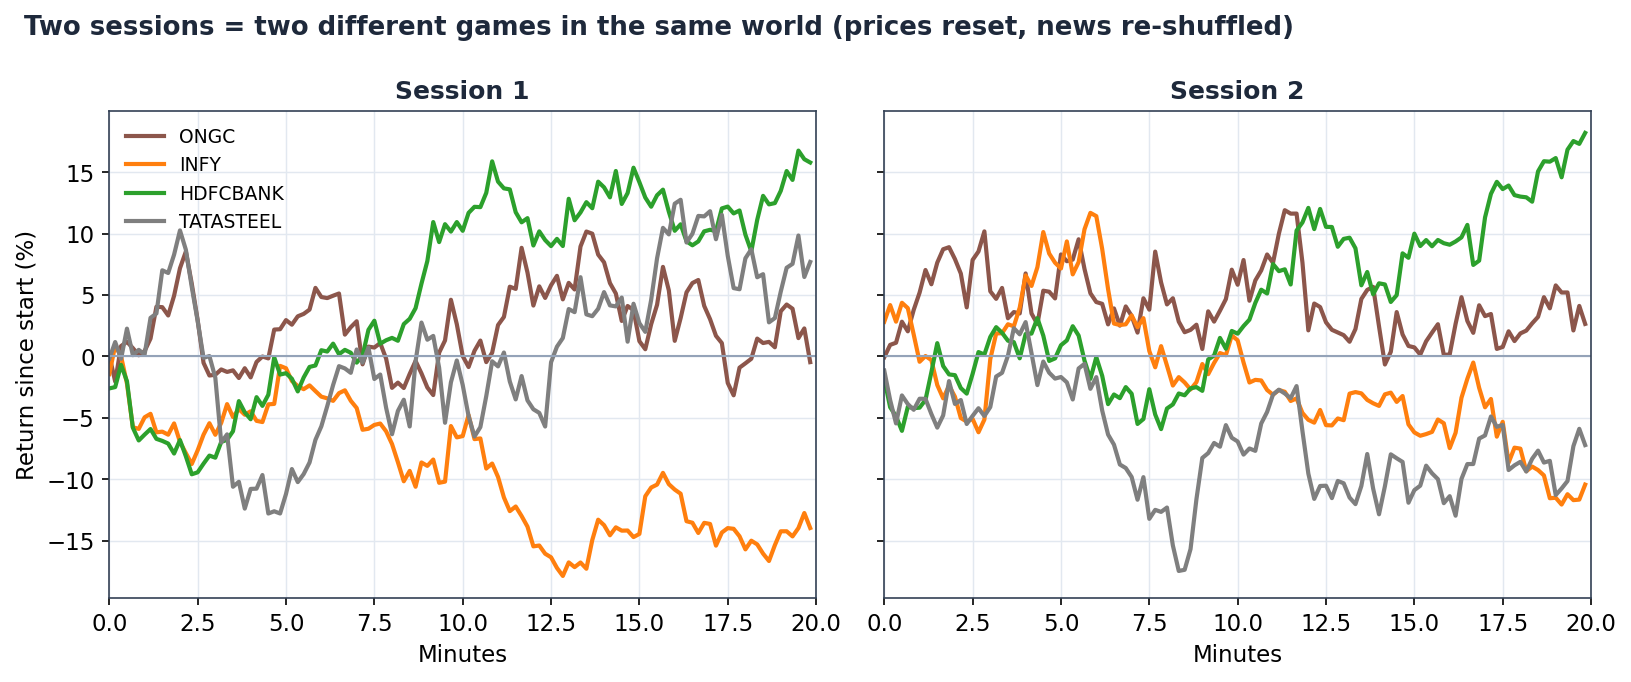 Two sessions = two different games in the same world (prices reset, news re-shuffled)
Session 1
Session 2
ONGC
INFY
HDFCBANK
TATASTEEL
Return since start (%)
15
10
5
0
−5
−10
−15
0.0 2.5 5.0 7.5 10.0 12.5 15.0 17.5 20.0
0.0 2.5 5.0 7.5 10.0 12.5 15.0 17.5 20.0
Minutes
Minutes